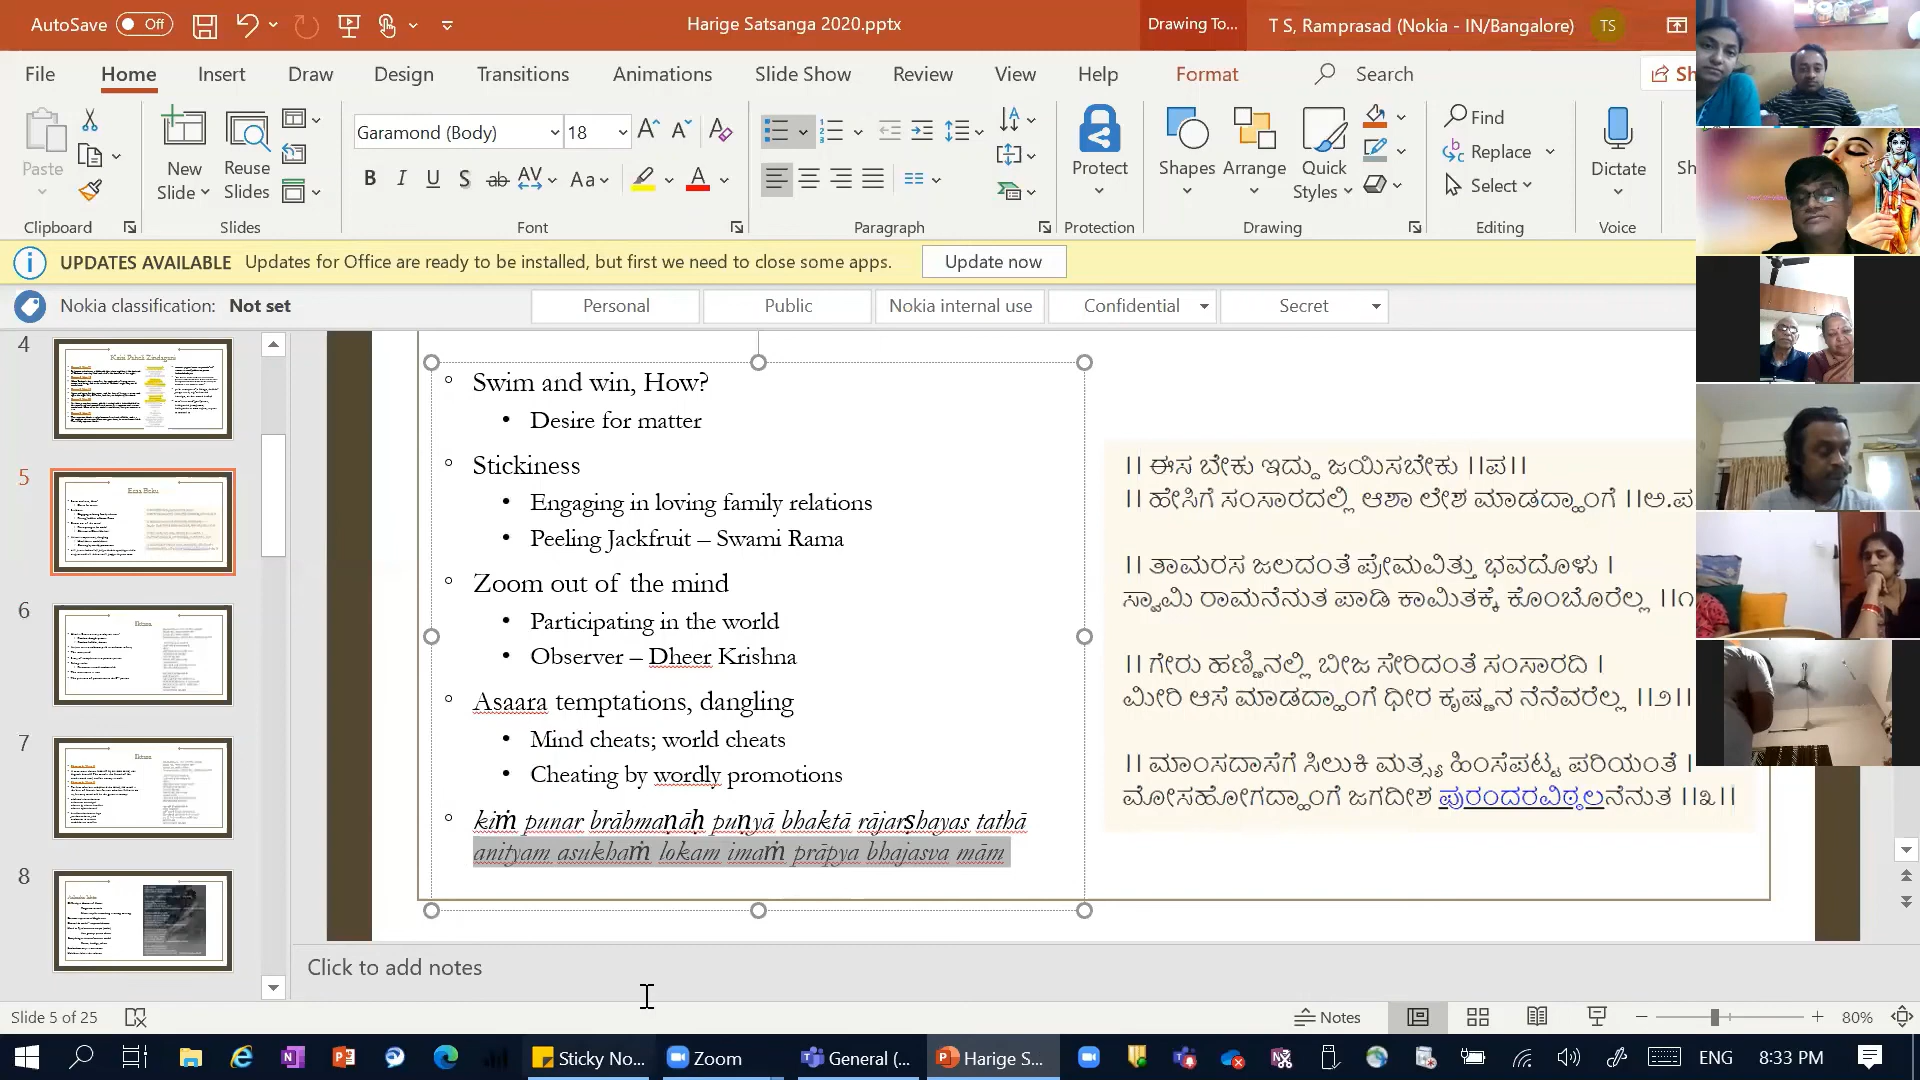 AutoSave Off
Harige Satsanga 2020.pptx
Drawing To...
T S, Ramprasad (Nokia - IN/Bangalore)
TS
File Home Insert Draw Design Transitions Animations Slide Show Review View Help Format Search
Sh
Paste
New Slide
Reuse Slides
Garamond (Body) 18
Protect
Shapes Arrange Quick Styles
Find
Replace
Select
Dictate
Sh
Clipboard Slides Font Paragraph Protection Drawing Editing Voice
UPDATES AVAILABLE Updates for Office are ready to be installed, but first we need to close some apps. Update now
Nokia classification: Not set Personal Public Nokia internal use Confidential Secret
4
Kaisi Paheli Zindagani
5
Eesa Beku
6
7
8
Swim and win, How?
Desire for matter
Stickiness
Engaging in loving family relations
Peeling Jackfruit – Swami Rama
Zoom out of the mind
Participating in the world
Observer – Dheer Krishna
Asaara temptations, dangling
Mind cheats; world cheats
Cheating by wordly promotions
kiṁ punar brāhmaṇāḥ puṇyā bhaktā rājarṣhayas tathā
anityam asukhaṁ lokam imaṁ prāpya bhajasva mām
।। ಈಸ ಬೇಕು ಇದ್ದು ಜಯಿಸಬೇಕು ।।ಪ।।
।। ಹೇಸಿಗೆ ಸಂಸಾರದಲ್ಲಿ ಆಶಾ ಲೇಶ ಮಾಡದ್ಹಾಂಗೆ ।।ಅ.ಪ
।। ತಾಮರಸ ಜಲದಂತೆ ಪ್ರೇಮವಿತ್ತು ಭವದೊಳು ।
ಸ್ವಾಮಿ ರಾಮನೆನುತ ಪಾಡಿ ಕಾಮಿತಕ್ಕೆ ಕೊಂಬೊರೆಲ್ಲ ।।೧
।। ಗೇರು ಹಣ್ಣಿನಲ್ಲಿ ಬೀಜ ಸೇರಿದಂತೆ ಸಂಸಾರದಿ ।
ಮೀರಿ ಆಸೆ ಮಾಡದ್ಹಾಂಗೆ ಧೀರ ಕೃಷ್ಣನ ನೆನೆವರೆಲ್ಲ ।।೨।।
।। ಮಾಂಸದಾಸೆಗೆ ಸಿಲುಕಿ ಮತ್ಸ್ಯ ಹಿಂಸೆಪಟ್ಟ ಪರಿಯಂತೆ ।
ಮೋಸಹೋಗದ್ಹಾಂಗೆ ಜಗದೀಶ ಪುರಂದರವಿಠ್ಠಲನೆನುತ ।।೩।।
Click to add notes
Slide 5 of 25
Notes
80%
Sticky No...
Zoom
General (...
Harige S...
ENG
8:33 PM